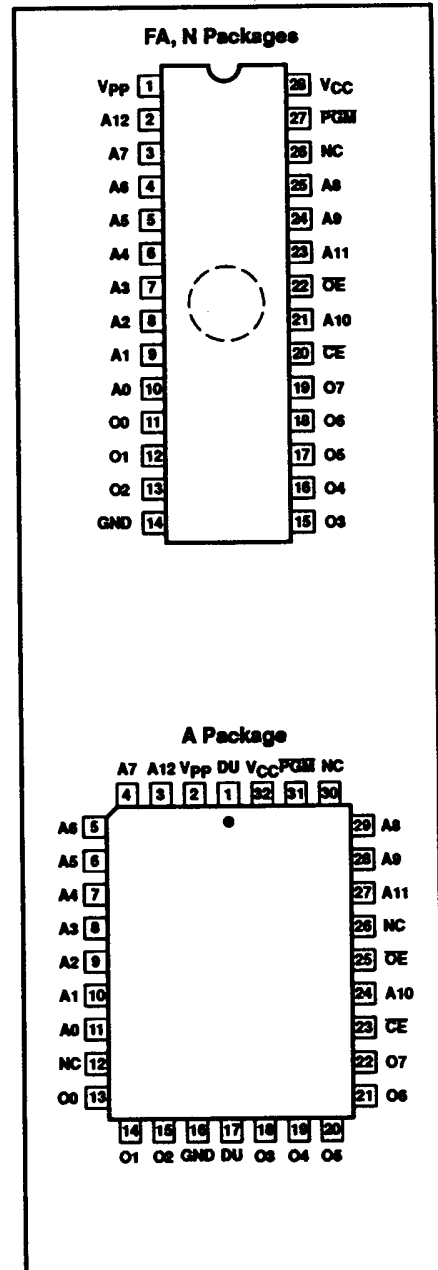 FA, N Packages
VPP 1 28 VCC
A12 2 27 PGM
A7 3 26 NC
A6 4 25 A8
A5 5 24 A9
A4 6 23 A11
A3 7 22 OE
A2 8 21 A10
A1 9 20 CE
A0 10 19 O7
O0 11 18 O6
O1 12 17 O5
O2 13 16 O4
GND 14 15 O3
A Package
A7 A12 VPP DU VCC PGM NC
4 3 2 1 32 31 30
A6 5 29 A8
A5 6 28 A9
A4 7 27 A11
A3 8 26 NC
A2 9 25 OE
A1 10 24 A10
A0 11 23 CE
NC 12 22 O7
O0 13 21 O6
14 15 16 17 18 19 20
O1 O2 GND DU O3 O4 O5